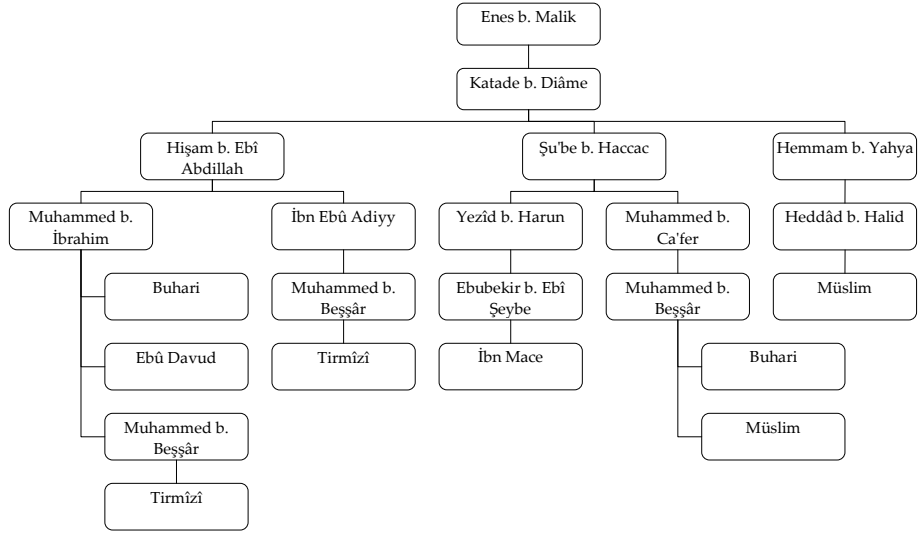 Enes b. Malik
Katade b. Diâme
Hişam b. Ebî
Abdillah
Şu'be b. Haccac
Hemmam b. Yahya
Muhammed b.
İbrahim
İbn Ebû Adiyy
Yezîd b. Harun
Muhammed b.
Ca'fer
Heddâd b. Halid
Buhari
Muhammed b.
Beşşâr
Ebubekir b. Ebî
Şeybe
Muhammed b.
Beşşâr
Müslim
Ebû Davud
Tirmîzî
İbn Mace
Buhari
Muhammed b.
Beşşâr
Müslim
Tirmîzî